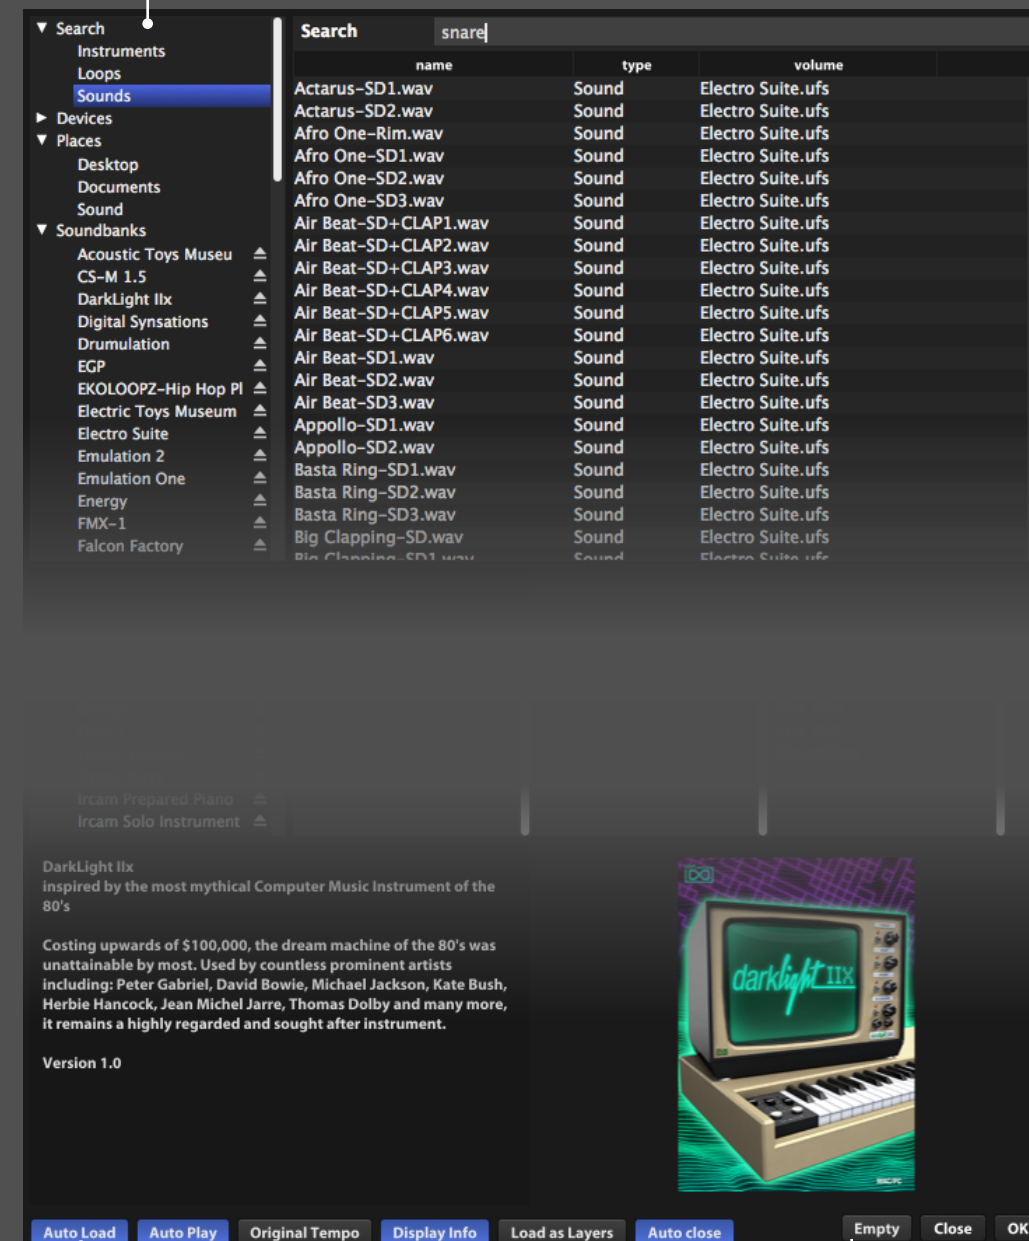 Search
Instruments
Loops
Sounds
Devices
Places
Desktop
Documents
Sound
Soundbanks
Acoustic Toys Museu
CS-M 1.5
DarkLight IIx
Digital Synsations
Drumulation
EGP
EKOLOOPZ-Hip Hop Pl
Electric Toys Museum
Electro Suite
Emulation 2
Emulation One
Energy
FMX-1
Falcon Factory
Search snare
name type volume
Actarus-SD1.wav Sound Electro Suite.ufs
Actarus-SD2.wav Sound Electro Suite.ufs
Afro One-Rim.wav Sound Electro Suite.ufs
Afro One-SD1.wav Sound Electro Suite.ufs
Afro One-SD2.wav Sound Electro Suite.ufs
Afro One-SD3.wav Sound Electro Suite.ufs
Air Beat-SD+CLAP1.wav Sound Electro Suite.ufs
Air Beat-SD+CLAP2.wav Sound Electro Suite.ufs
Air Beat-SD+CLAP3.wav Sound Electro Suite.ufs
Air Beat-SD+CLAP4.wav Sound Electro Suite.ufs
Air Beat-SD+CLAP5.wav Sound Electro Suite.ufs
Air Beat-SD+CLAP6.wav Sound Electro Suite.ufs
Air Beat-SD1.wav Sound Electro Suite.ufs
Air Beat-SD2.wav Sound Electro Suite.ufs
Air Beat-SD3.wav Sound Electro Suite.ufs
Appollo-SD1.wav Sound Electro Suite.ufs
Appollo-SD2.wav Sound Electro Suite.ufs
Basta Ring-SD1.wav Sound Electro Suite.ufs
Basta Ring-SD2.wav Sound Electro Suite.ufs
Basta Ring-SD3.wav Sound Electro Suite.ufs
Big Clapping-SD.wav Sound Electro Suite.ufs
Big Clapping-SD1.wav Sound Electro Suite.ufs
Ircam Prepared Piano
Ircam Solo Instrument
DarkLight IIx
inspired by the most mythical Computer Music Instrument of the
80's
Costing upwards of $100,000, the dream machine of the 80's was
unattainable by most. Used by countless prominent artists
including: Peter Gabriel, David Bowie, Michael Jackson, Kate Bush,
Herbie Hancock, Jean Michel Jarre, Thomas Dolby and many more,
it remains a highly regarded and sought after instrument.
Version 1.0
darklight IIX
MAC/PC
Auto Load Auto Play Original Tempo Display Info Load as Layers Auto close Empty Close OK